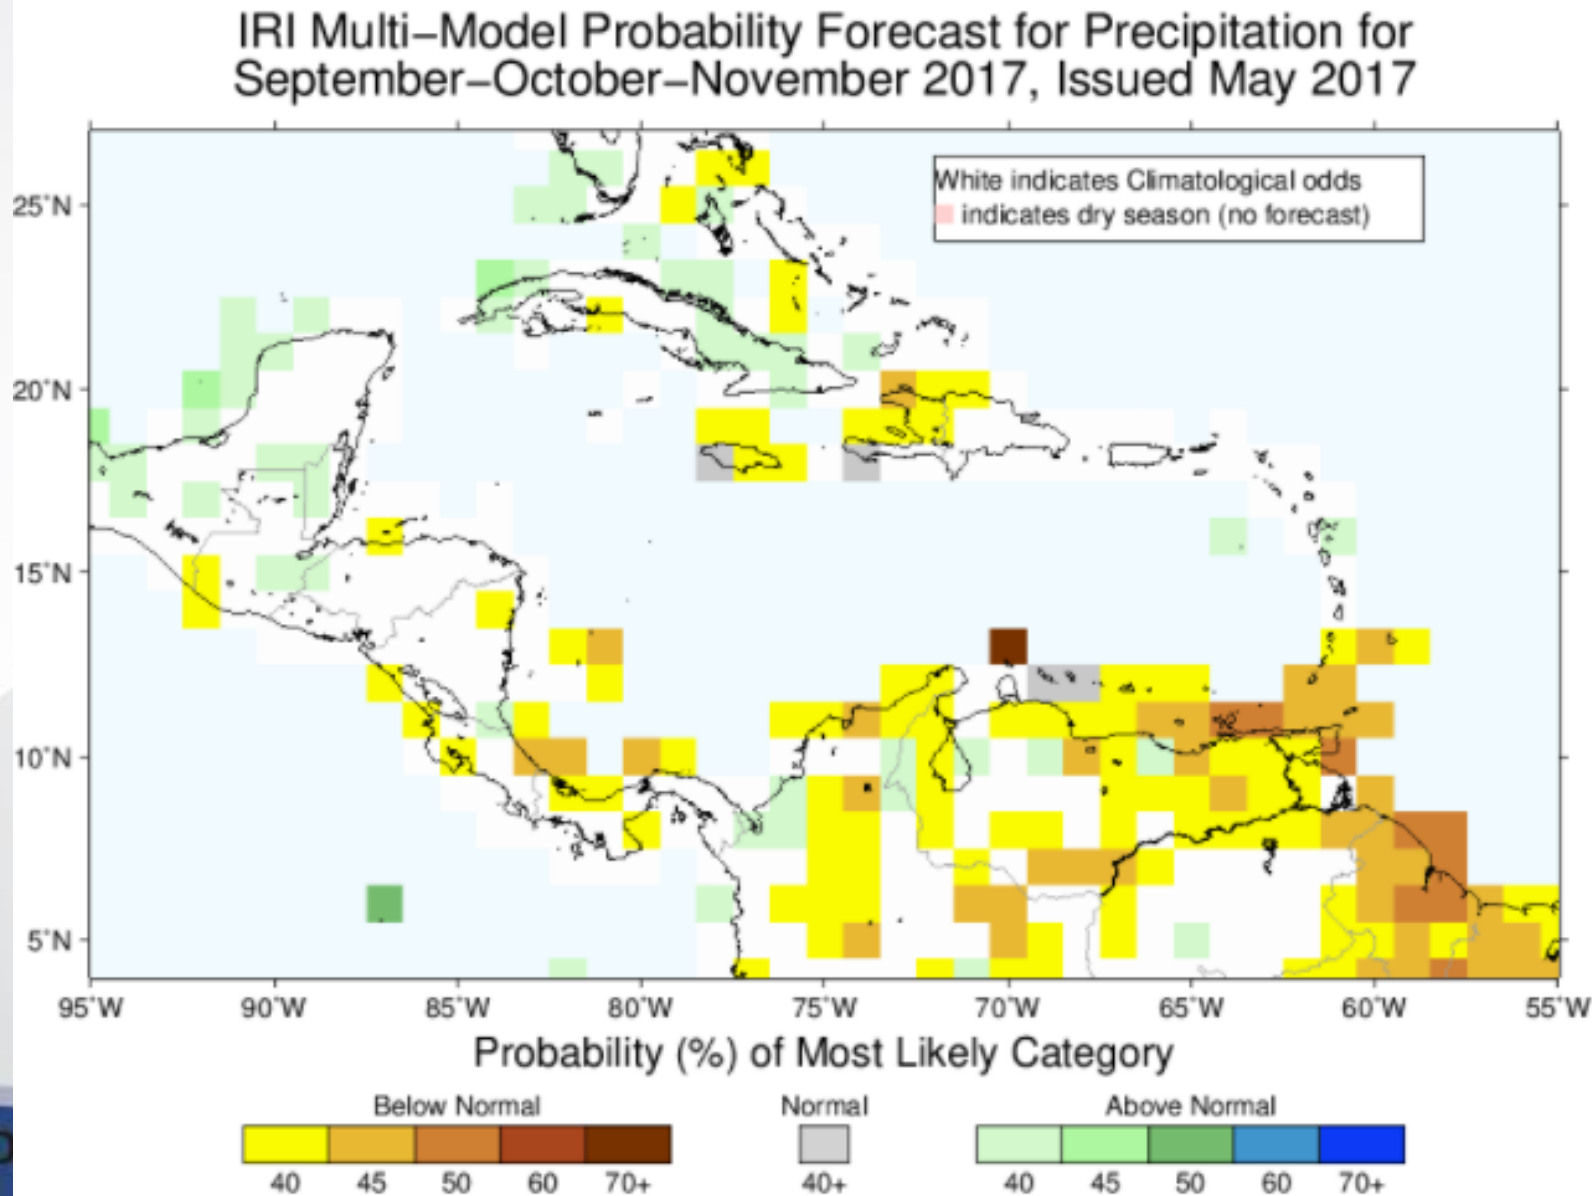 IRI Multi−Model Probability Forecast for Precipitation for
September−October−November 2017, Issued May 2017
White indicates Climatological odds
indicates dry season (no forecast)
25˚N
20˚N
15˚N
10˚N
5˚N
95˚W 90˚W 85˚W 80˚W 75˚W 70˚W 65˚W 60˚W 55˚W
Probability (%) of Most Likely Category
Below Normal Normal Above Normal
40 45 50 60 70+ 40+ 40 45 50 60 70+